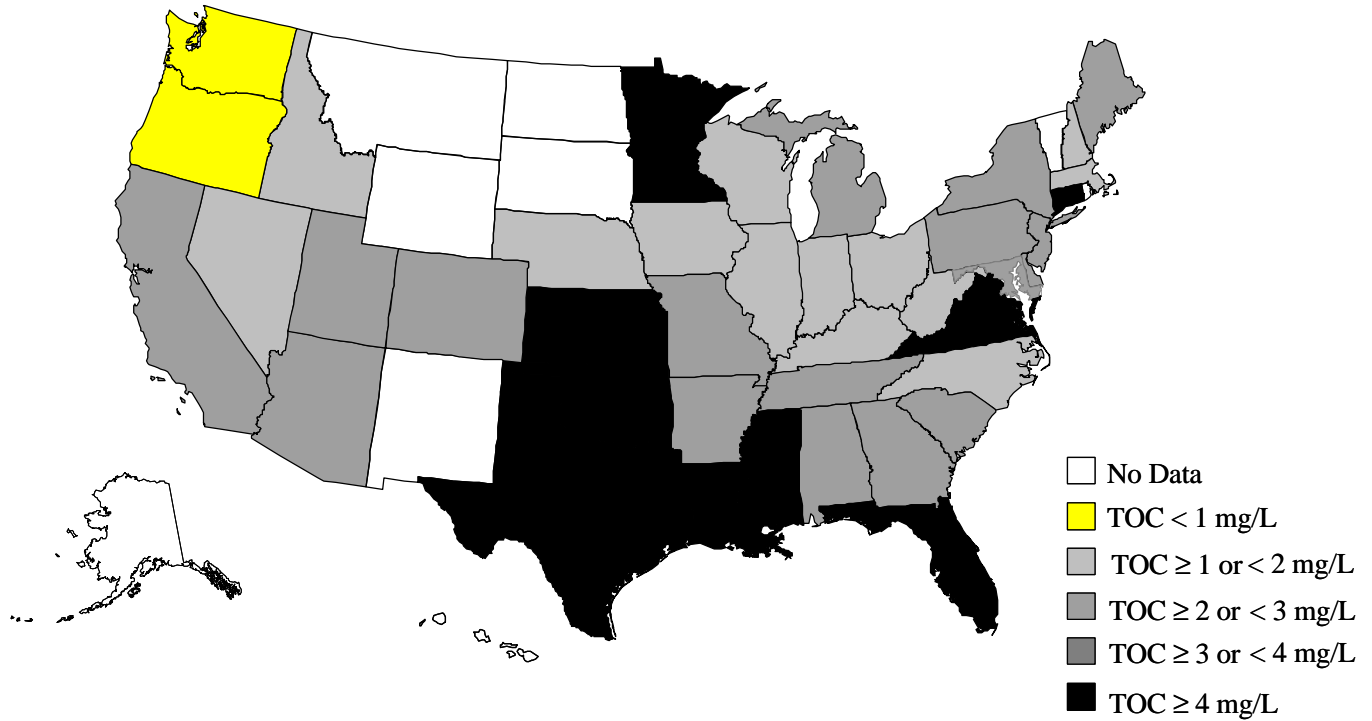 No Data
TOC < 1 mg/L
TOC ≥ 1 or < 2 mg/L
TOC ≥ 2 or < 3 mg/L
TOC ≥ 3 or < 4 mg/L
TOC ≥ 4 mg/L